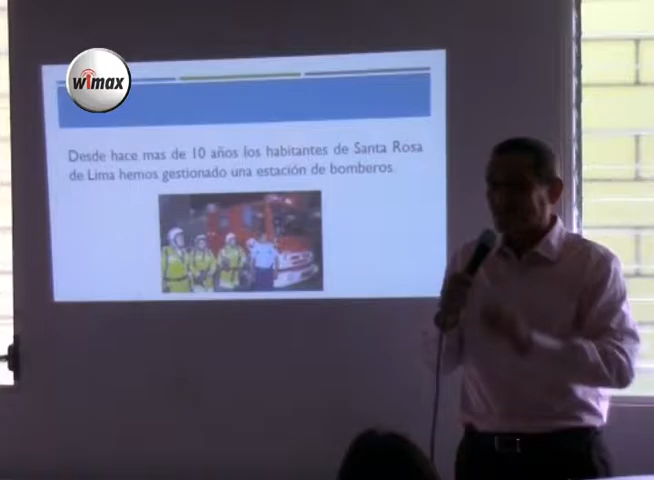 wimax
Desde hace mas de 10 años los habitantes de Santa Rosa
de Lima hemos gestionado una estación de bomberos.